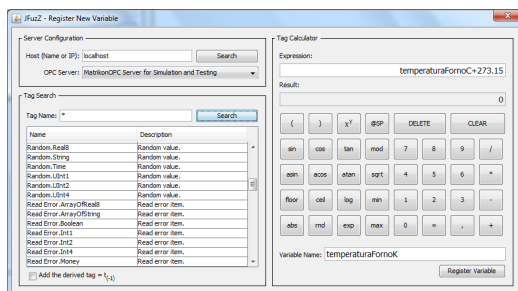 JFuzZ - Register New Variable
Server Configuration
Host (Name or IP): localhost Search
OPC Server: MatrikonOPC Server for Simulation and Testing
Tag Search
Tag Name: * Search
Name Description
Random.Real8 Random value.
Random.String Random value.
Random.Time Random value.
Random.UInt1 Random value.
Random.UInt2 Random value.
Random.UInt4 Random value.
Read Error.ArrayOfReal8 Read error item.
Read Error.ArrayOfString Read error item.
Read Error.Boolean Read error item.
Read Error.Int1 Read error item.
Read Error.Int2 Read error item.
Read Error.Int4 Read error item.
Read Error.Money Read error item.
Add the derived tag = t(-1)
Tag Calculator
Expression:
temperaturaFornoC+273.15
Result:
0
( ) xY @SP DELETE CLEAR
sin cos tan mod 7 8 9 /
asin acos atan sqrt 4 5 6 *
floor ceil log min 1 2 3 -
abs rnd exp max 0 = , +
Variable Name: temperaturaFornoK
Register Variable